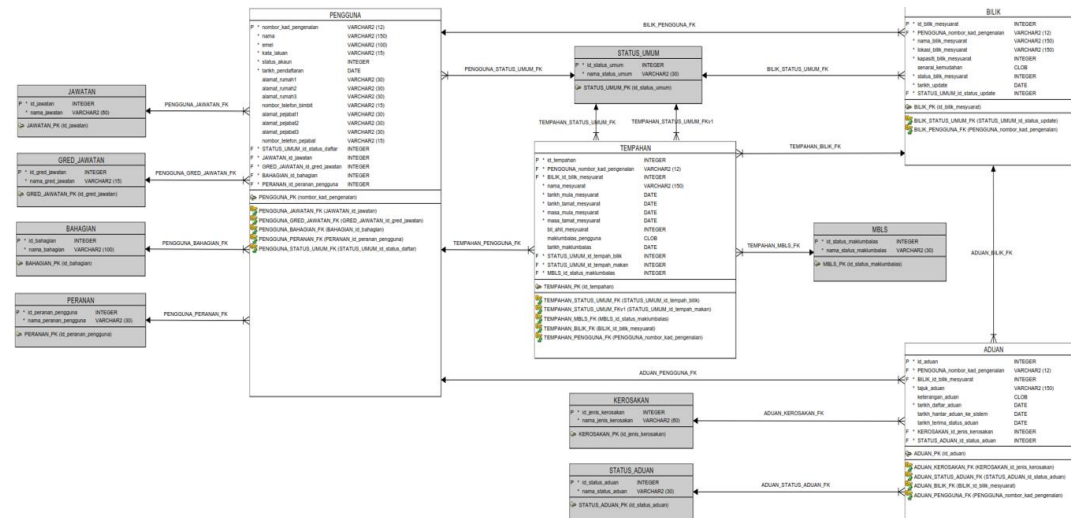 PENGGUNA
P * nombor_kad_pengenalan VARCHAR2 (12)
* nama VARCHAR2 (150)
* emel VARCHAR2 (100)
* kata_laluan VARCHAR2 (15)
* status_akaun INTEGER
* tarikh_pendaftaran DATE
alamat_rumah1 VARCHAR2 (30)
alamat_rumah2 VARCHAR2 (30)
alamat_rumah3 VARCHAR2 (30)
nombor_telefon_bimbit VARCHAR2 (15)
alamat_pejabat1 VARCHAR2 (30)
alamat_pejabat2 VARCHAR2 (30)
alamat_pejabat3 VARCHAR2 (30)
nombor_telefon_pejabat VARCHAR2 (15)
F * STATUS_UMUM_id_status_daftar INTEGER
F * JAWATAN_id_jawatan INTEGER
F * GRED_JAWATAN_id_gred_jawatan INTEGER
F * BAHAGIAN_id_bahagian INTEGER
F * PERANAN_id_peranan_pengguna INTEGER
PENGGUNA_PK (nombor_kad_pengenalan)
PENGGUNA_JAWATAN_FK (JAWATAN_id_jawatan)
PENGGUNA_GRED_JAWATAN_FK (GRED_JAWATAN_id_gred_jawatan)
PENGGUNA_BAHAGIAN_FK (BAHAGIAN_id_bahagian)
PENGGUNA_PERANAN_FK (PERANAN_id_peranan_pengguna)
PENGGUNA_STATUS_UMUM_FK (STATUS_UMUM_id_status_daftar)
JAWATAN
P * id_jawatan INTEGER
* nama_jawatan VARCHAR2 (50)
JAWATAN_PK (id_jawatan)
PENGGUNA_JAWATAN_FK
GRED_JAWATAN
P * id_gred_jawatan INTEGER
* nama_gred_jawatan VARCHAR2 (15)
GRED_JAWATAN_PK (id_gred_jawatan)
PENGGUNA_GRED_JAWATAN_FK
BAHAGIAN
P * id_bahagian INTEGER
* nama_bahagian VARCHAR2 (100)
BAHAGIAN_PK (id_bahagian)
PENGGUNA_BAHAGIAN_FK
PERANAN
P * id_peranan_pengguna INTEGER
* nama_peranan_pengguna VARCHAR2 (30)
PERANAN_PK (id_peranan_pengguna)
PENGGUNA_PERANAN_FK
BILIK_PENGGUNA_FK
PENGGUNA_STATUS_UMUM_FK
STATUS_UMUM
P * id_status_umum INTEGER
* nama_status_umum VARCHAR2 (30)
STATUS_UMUM_PK (id_status_umum)
BILIK_STATUS_UMUM_FK
TEMPAHAN_STATUS_UMUM_FK
TEMPAHAN_STATUS_UMUM_FKv1
TEMPAHAN
P * id_tempahan INTEGER
F * PENGGUNA_nombor_kad_pengenalan VARCHAR2 (12)
F * BILIK_id_bilik_mesyuarat INTEGER
* nama_mesyuarat VARCHAR2 (150)
* tarikh_mula_mesyuarat DATE
* tarikh_tamat_mesyuarat DATE
* masa_mula_mesyuarat DATE
* masa_tamat_mesyuarat DATE
bil_ahli_mesyuarat INTEGER
maklumbalas_pengguna CLOB
tarikh_maklumbalas DATE
F * STATUS_UMUM_id_tempah_bilik INTEGER
F * STATUS_UMUM_id_tempah_makan INTEGER
F * MBLS_id_status_maklumbalas INTEGER
TEMPAHAN_PK (id_tempahan)
TEMPAHAN_STATUS_UMUM_FK (STATUS_UMUM_id_tempah_bilik)
TEMPAHAN_STATUS_UMUM_FKv1 (STATUS_UMUM_id_tempah_makan)
TEMPAHAN_MBLS_FK (MBLS_id_status_maklumbalas)
TEMPAHAN_BILIK_FK (BILIK_id_bilik_mesyuarat)
TEMPAHAN_PENGGUNA_FK (PENGGUNA_nombor_kad_pengenalan)
TEMPAHAN_PENGGUNA_FK
TEMPAHAN_BILIK_FK
TEMPAHAN_MBLS_FK
MBLS
P * id_status_maklumbalas INTEGER
* nama_status_maklumbalas VARCHAR2 (30)
MBLS_PK (id_status_maklumbalas)
BILIK
P * id_bilik_mesyuarat INTEGER
F * PENGGUNA_nombor_kad_pengenalan VARCHAR2 (12)
* nama_bilik_mesyuarat VARCHAR2 (150)
* lokasi_bilik_mesyuarat VARCHAR2 (150)
* kapasiti_bilik_mesyuarat INTEGER
senarai_kemudahan CLOB
* status_bilik_mesyuarat INTEGER
* tarikh_update DATE
F * STATUS_UMUM_id_status_update INTEGER
BILIK_PK (id_bilik_mesyuarat)
BILIK_STATUS_UMUM_FK (STATUS_UMUM_id_status_update)
BILIK_PENGGUNA_FK (PENGGUNA_nombor_kad_pengenalan)
ADUAN_BILIK_FK
ADUAN_PENGGUNA_FK
ADUAN
P * id_aduan INTEGER
F * PENGGUNA_nombor_kad_pengenalan VARCHAR2 (12)
F * BILIK_id_bilik_mesyuarat INTEGER
* tajuk_aduan VARCHAR2 (150)
keterangan_aduan CLOB
* tarikh_daftar_aduan DATE
tarikh_hantar_aduan_ke_sistem DATE
tarikh_terima_status_aduan DATE
F * KEROSAKAN_id_jenis_kerosakan INTEGER
F * STATUS_ADUAN_id_status_aduan INTEGER
ADUAN_PK (id_aduan)
ADUAN_KEROSAKAN_FK (KEROSAKAN_id_jenis_kerosakan)
ADUAN_STATUS_ADUAN_FK (STATUS_ADUAN_id_status_aduan)
ADUAN_BILIK_FK (BILIK_id_bilik_mesyuarat)
ADUAN_PENGGUNA_FK (PENGGUNA_nombor_kad_pengenalan)
KEROSAKAN
P * id_jenis_kerosakan INTEGER
* nama_jenis_kerosakan VARCHAR2 (80)
KEROSAKAN_PK (id_jenis_kerosakan)
ADUAN_KEROSAKAN_FK
STATUS_ADUAN
P * id_status_aduan INTEGER
* nama_status_aduan VARCHAR2 (30)
STATUS_ADUAN_PK (id_status_aduan)
ADUAN_STATUS_ADUAN_FK